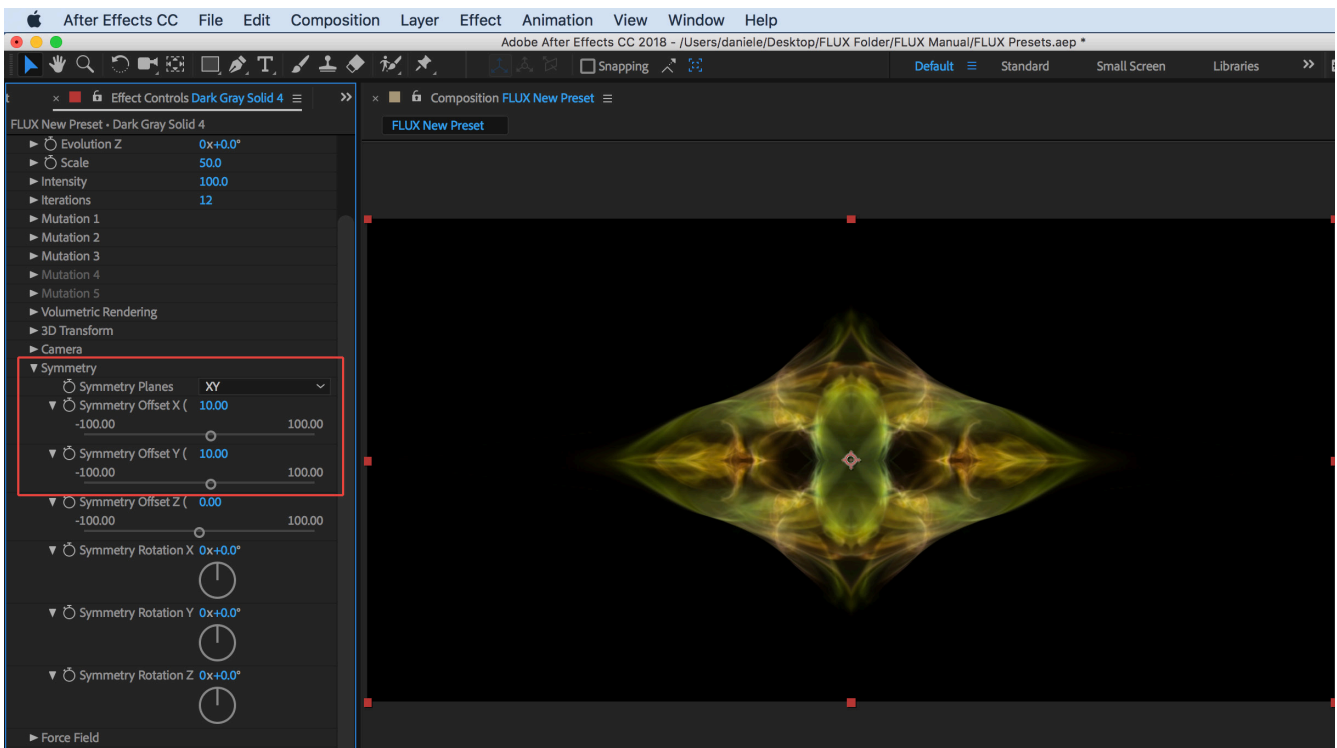 After Effects CC File Edit Composition Layer Effect Animation View Window Help
Adobe After Effects CC 2018 - /Users/daniele/Desktop/FLUX Folder/FLUX Manual/FLUX Presets.aep *
Snapping
Default
Standard
Small Screen
Libraries
Effect Controls Dark Gray Solid 4
Composition FLUX New Preset
FLUX New Preset • Dark Gray Solid 4
FLUX New Preset
Evolution Z 0x+0.0°
Scale 50.0
Intensity 100.0
Iterations 12
Mutation 1
Mutation 2
Mutation 3
Mutation 4
Mutation 5
Volumetric Rendering
3D Transform
Camera
Symmetry
Symmetry Planes XY
Symmetry Offset X ( 10.00
-100.00 100.00
Symmetry Offset Y ( 10.00
-100.00 100.00
Symmetry Offset Z ( 0.00
-100.00 100.00
Symmetry Rotation X 0x+0.0°
Symmetry Rotation Y 0x+0.0°
Symmetry Rotation Z 0x+0.0°
Force Field